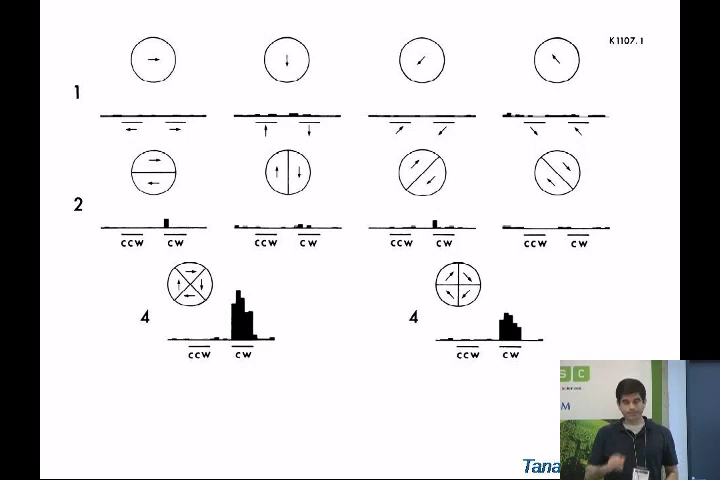 K1107.1
1
2
CCW CW CCW CW CCW CW CCW CW
4 4
CCW CW CCW CW
S C
Sciences
M
Tana